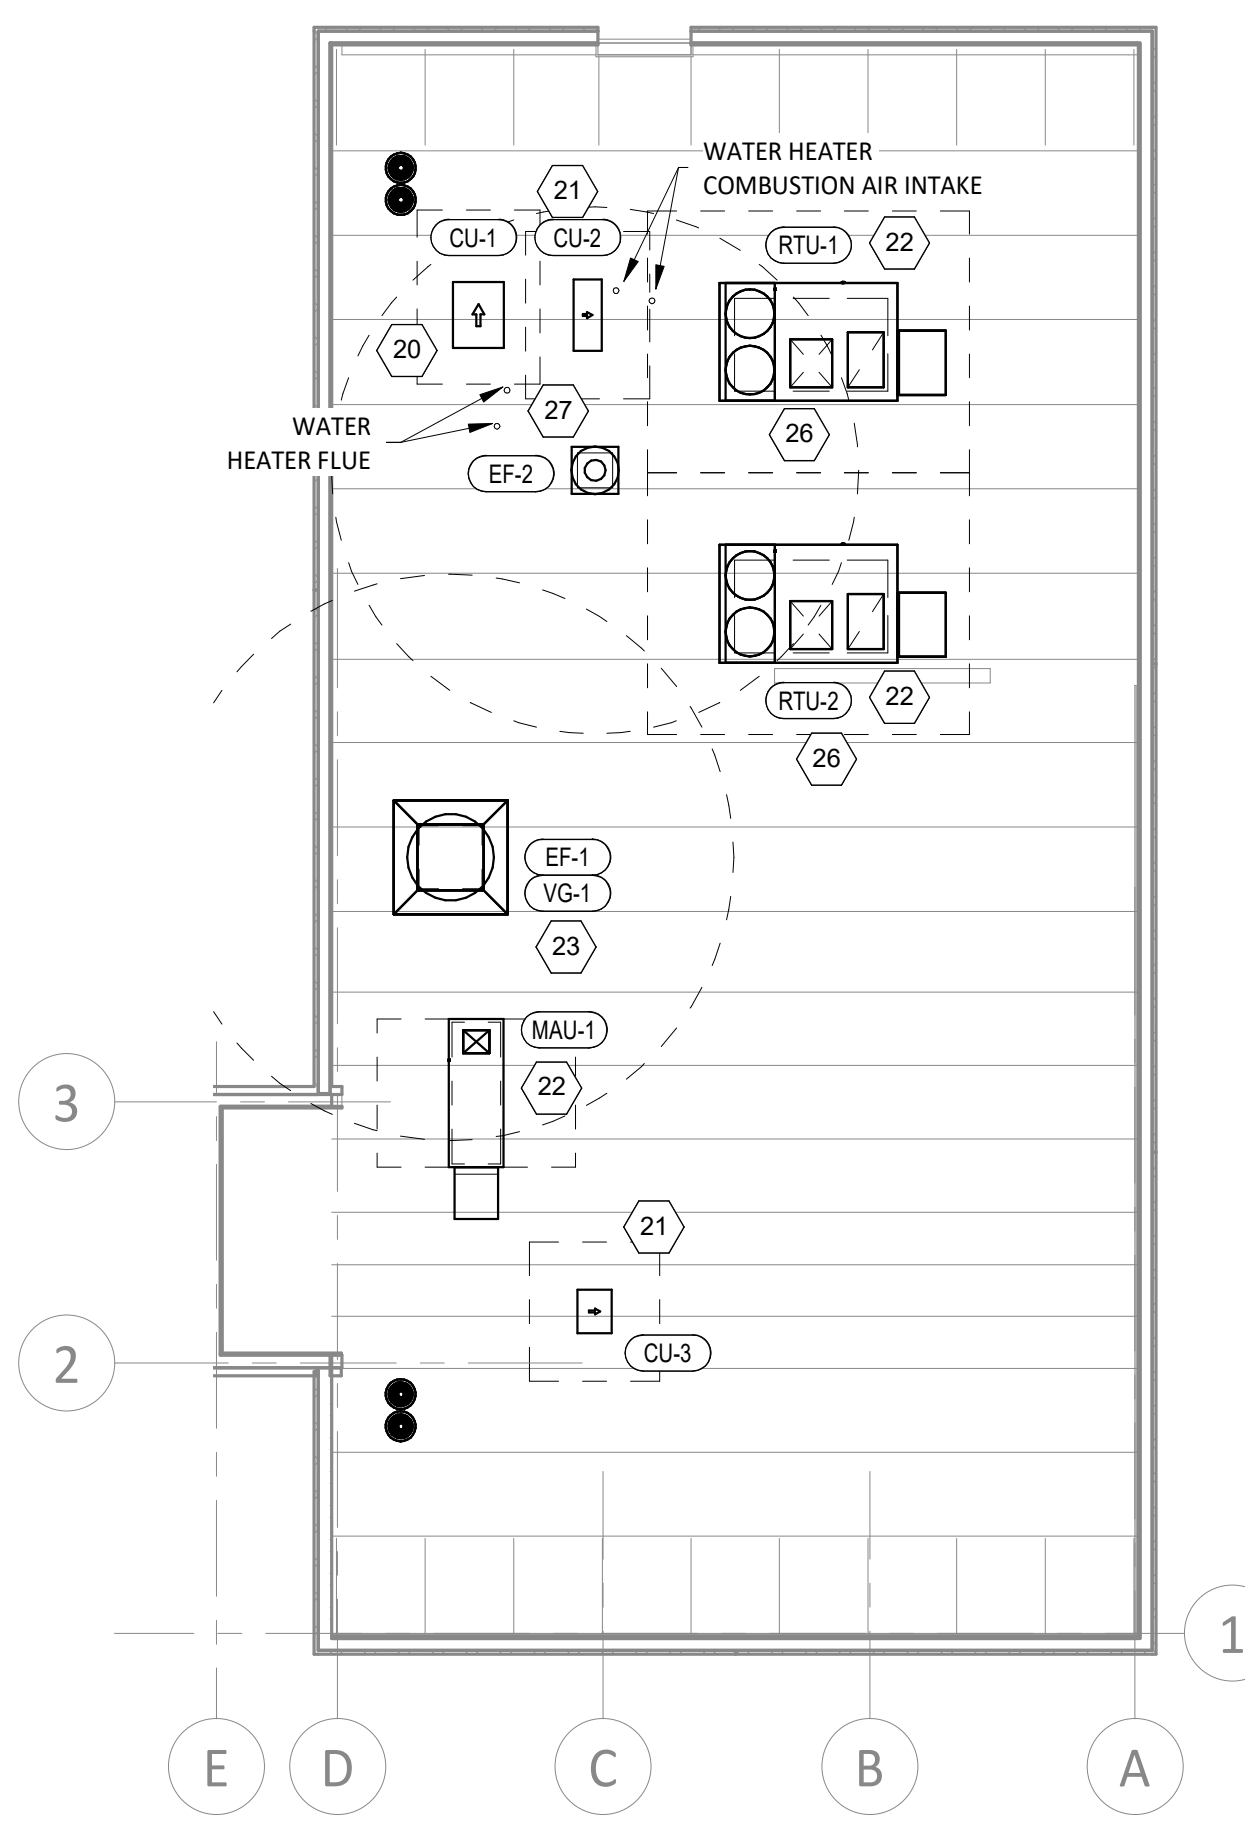 WATER HEATER
COMBUSTION AIR INTAKE
21
CU-1
CU-2
RTU-1
22
20
27
26
WATER
HEATER FLUE
EF-2
RTU-2
22
26
EF-1
VG-1
23
MAU-1
22
3
21
CU-3
2
1
E
D
C
B
A